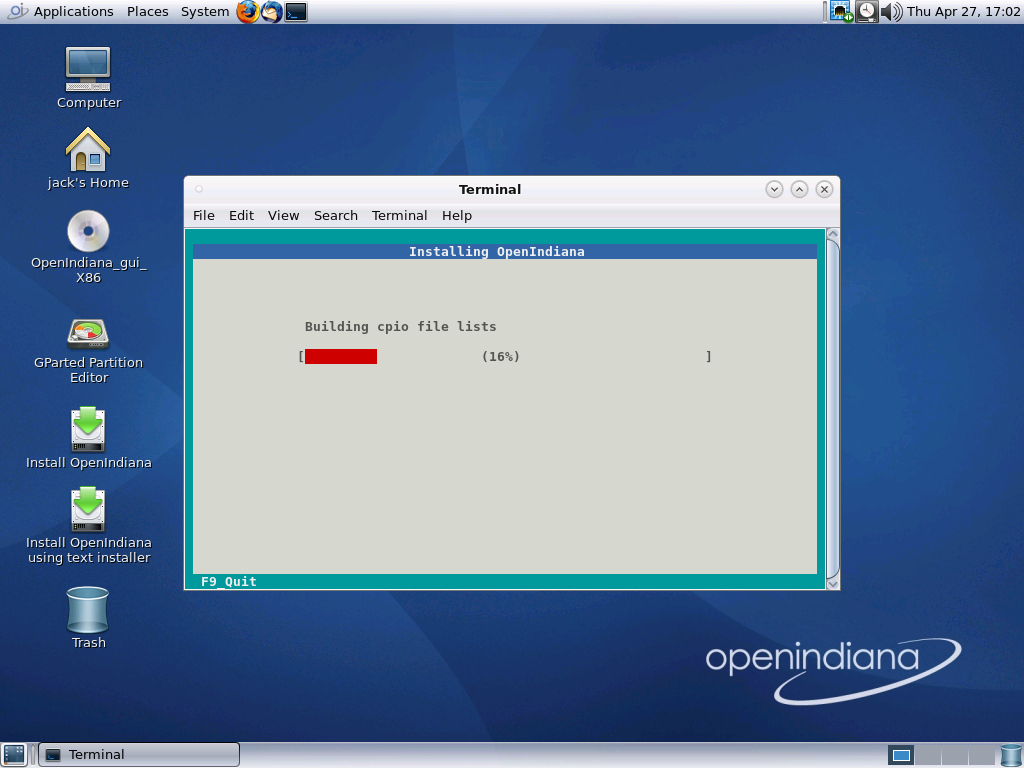 Applications Places System Thu Apr 27, 17:02
Computer
jack's Home
OpenIndiana_gui_
X86
GParted Partition
Editor
Install OpenIndiana
Install OpenIndiana
using text installer
Trash
Terminal
File Edit View Search Terminal Help
Installing OpenIndiana
Building cpio file lists
[ (16%) ]
F9_Quit
openindiana
Terminal